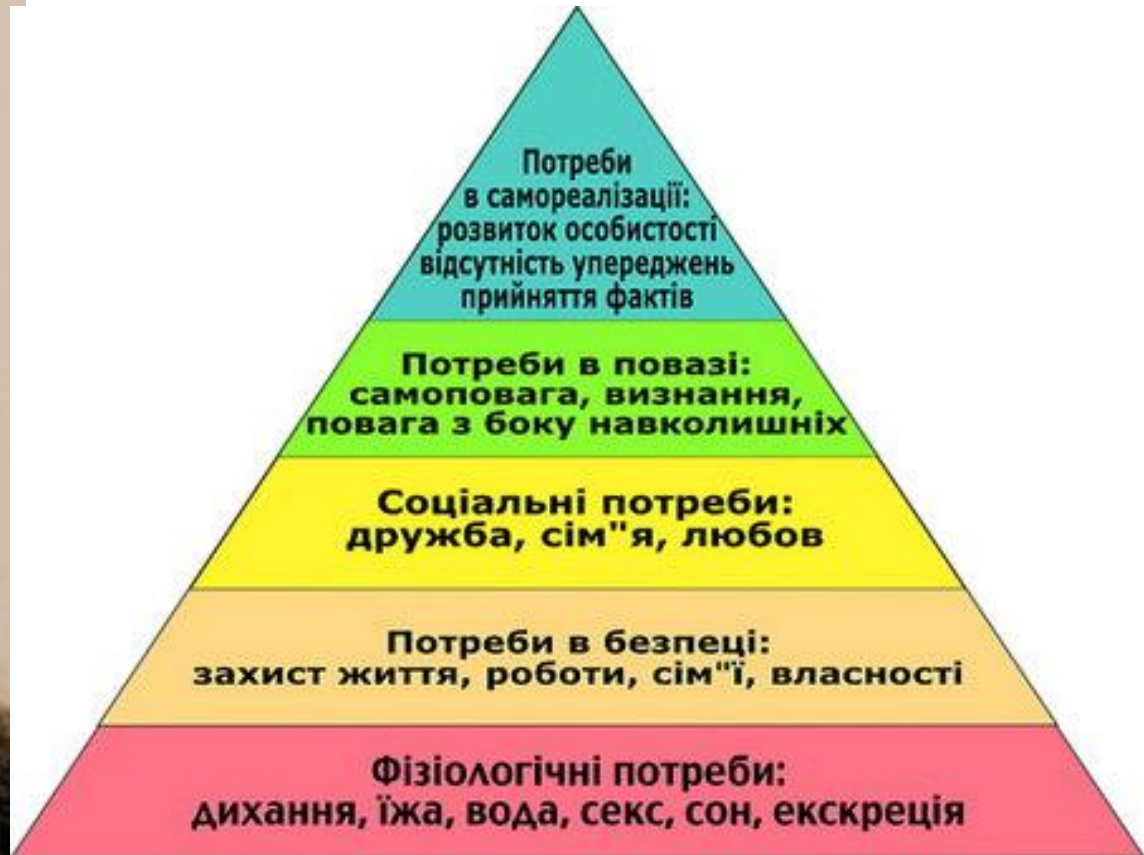 Потреби
в самореалізації:
розвиток особистості
відсутність упереджень
прийняття фактів
Потреби в повазі:
самоповага, визнання,
повага з боку навколишніх
Соціальні потреби:
дружба, сім"я, любов
Потреби в безпеці:
захист життя, роботи, сім"ї, власності
Фізіологічні потреби:
дихання, їжа, вода, секс, сон, екскреція